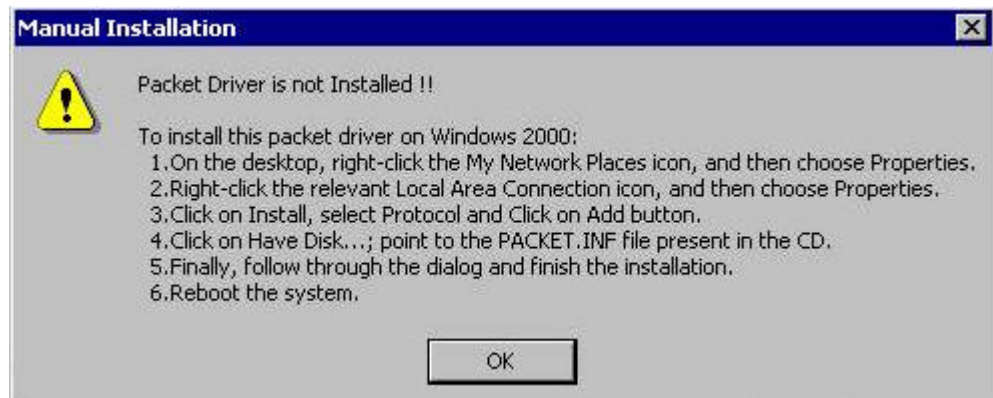 Manual Installation
Packet Driver is not Installed !!
To install this packet driver on Windows 2000:
1.On the desktop, right-click the My Network Places icon, and then choose Properties.
2.Right-click the relevant Local Area Connection icon, and then choose Properties.
3.Click on Install, select Protocol and Click on Add button.
4.Click on Have Disk...; point to the PACKET.INF file present in the CD.
5.Finally, follow through the dialog and finish the installation.
6.Reboot the system.
OK